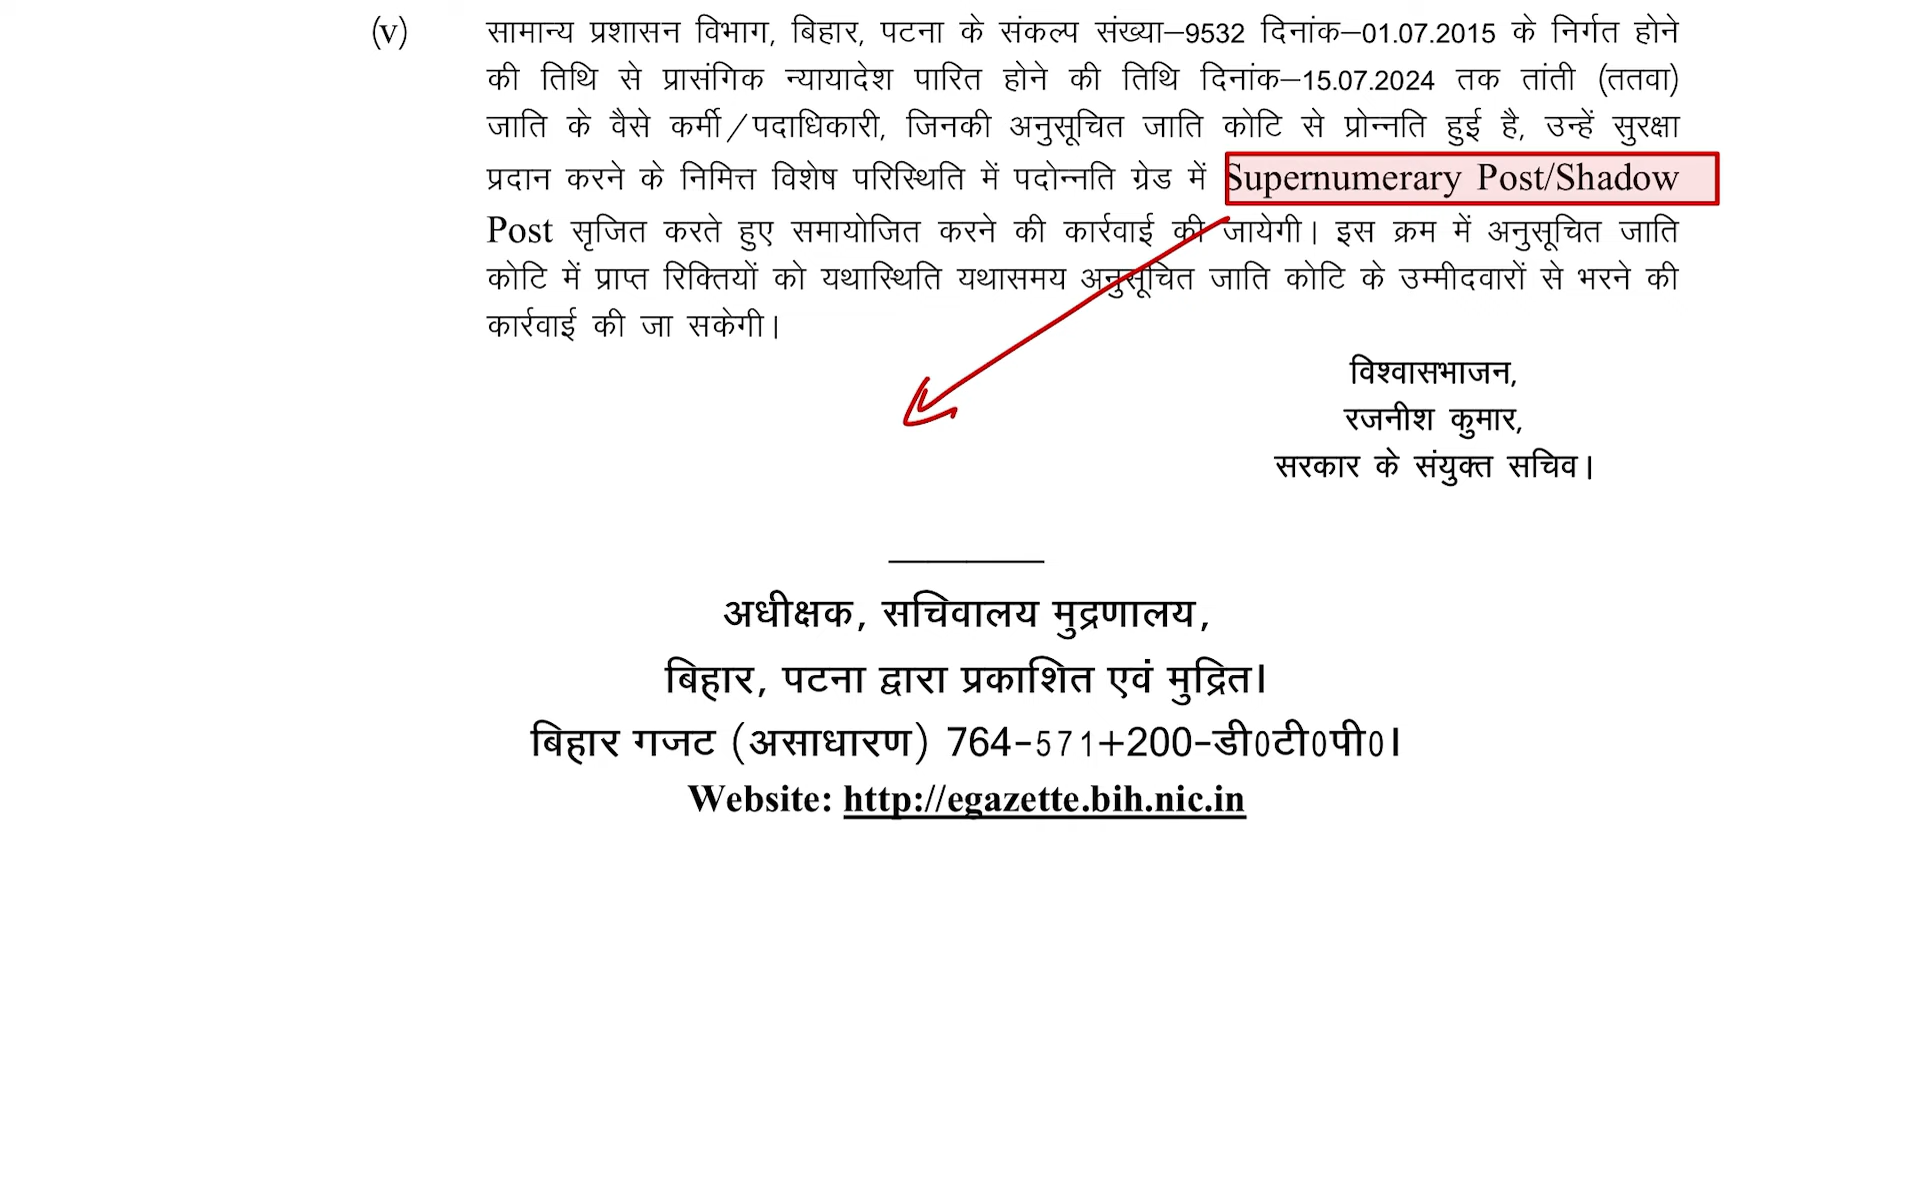 (v) सामान्य प्रशासन विभाग, बिहार, पटना के संकल्प संख्या–9532 दिनांक–01.07.2015 के निर्गत होने
की तिथि से प्रासंगिक न्यायादेश पारित होने की तिथि दिनांक–15.07.2024 तक तांती (ततवा)
जाति के वैसे कर्मी/पदाधिकारी, जिनकी अनुसूचित जाति कोटि से प्रोन्नति हुई है, उन्हें सुरक्षा
प्रदान करने के निमित्त विशेष परिस्थिति में पदोन्नति ग्रेड में Supernumerary Post/Shadow
Post सृजित करते हुए समायोजित करने की कार्रवाई की जायेगी। इस क्रम में अनुसूचित जाति
कोटि में प्राप्त रिक्तियों को यथास्थिति यथासमय अनुसूचित जाति कोटि के उम्मीदवारों से भरने की
कार्रवाई की जा सकेगी।
विश्वासभाजन,
रजनीश कुमार,
सरकार के संयुक्त सचिव।
अधीक्षक, सचिवालय मुद्रणालय,
बिहार, पटना द्वारा प्रकाशित एवं मुद्रित।
बिहार गजट (असाधारण) 764-571+200-डी0टी0पी0।
Website: http://egazette.bih.nic.in